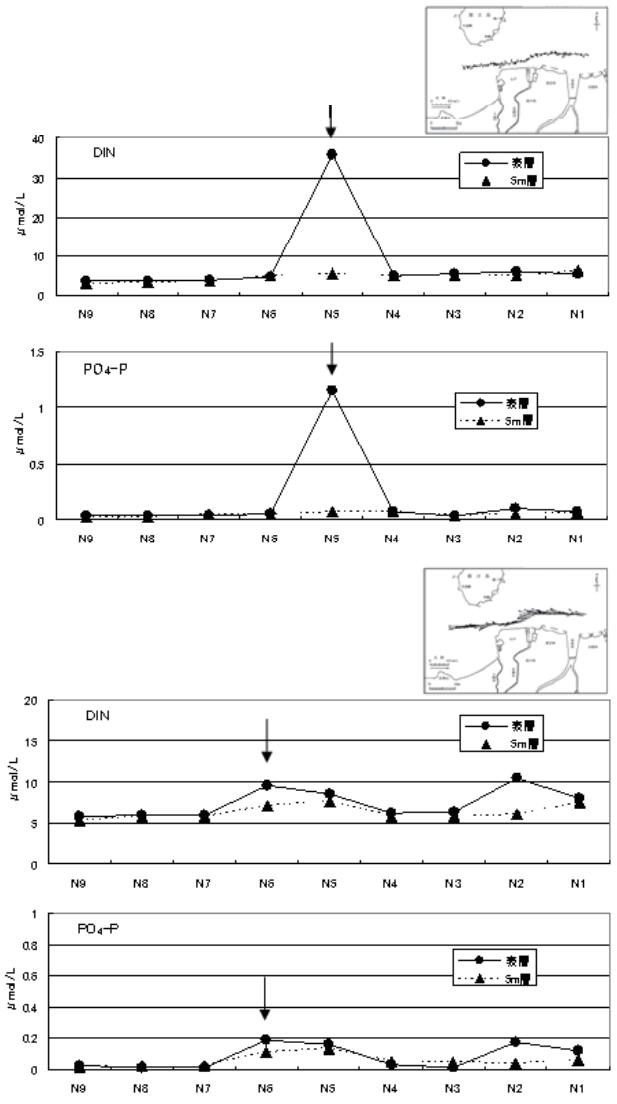 DIN
表層
5m層
μmol/L
40
30
20
10
0
N9 N8 N7 N6 N5 N4 N3 N2 N1
PO₄-P
表層
5m層
μmol/L
1.5
1
0.5
0
N9 N8 N7 N6 N5 N4 N3 N2 N1
DIN
表層
5m層
μmol/L
20
15
10
5
0
N9 N8 N7 N6 N5 N4 N3 N2 N1
PO₄-P
表層
5m層
μmol/L
1
0.8
0.6
0.4
0.2
0
N9 N8 N7 N6 N5 N4 N3 N2 N1